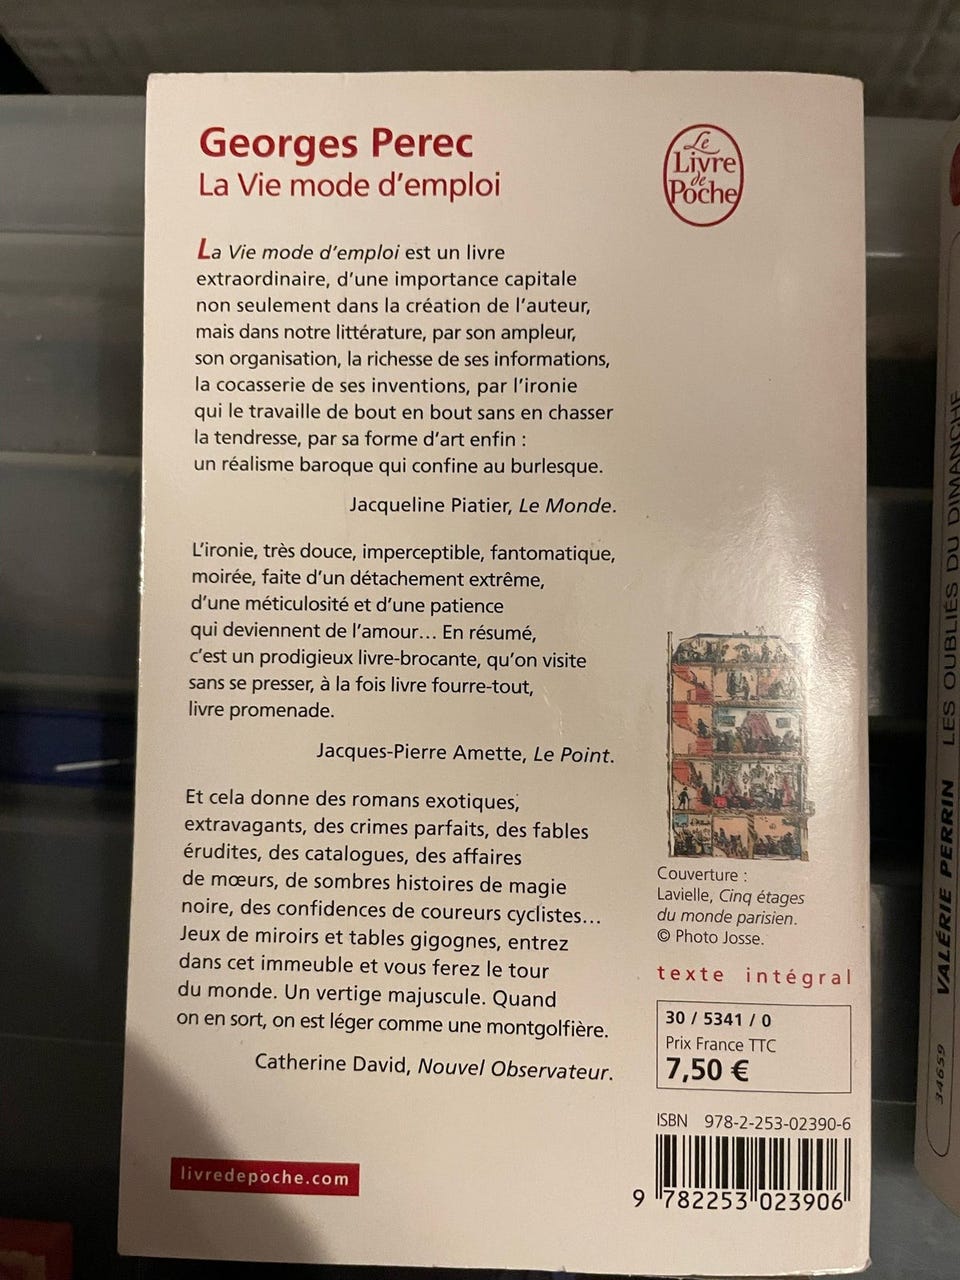 Georges Perec
La Vie mode d'emploi
Le
Livre
de
Poche
La Vie mode d'emploi est un livre
extraordinaire, d'une importance capitale
non seulement dans la création de l'auteur,
mais dans notre littérature, par son ampleur,
son organisation, la richesse de ses informations,
la cocasserie de ses inventions, par l'ironie
qui le travaille de bout en bout sans en chasser
la tendresse, par sa forme d'art enfin :
un réalisme baroque qui confine au burlesque.
Jacqueline Piatier, Le Monde.
L'ironie, très douce, imperceptible, fantomatique,
moirée, faite d'un détachement extrême,
d'une méticulosité et d'une patience
qui deviennent de l'amour… En résumé,
c'est un prodigieux livre-brocante, qu'on visite
sans se presser, à la fois livre fourre-tout,
livre promenade.
Jacques-Pierre Amette, Le Point.
Et cela donne des romans exotiques,
extravagants, des crimes parfaits, des fables
érudites, des catalogues, des affaires
de mœurs, de sombres histoires de magie
noire, des confidences de coureurs cyclistes…
Jeux de miroirs et tables gigognes, entrez
dans cet immeuble et vous ferez le tour
du monde. Un vertige majuscule. Quand
on en sort, on est léger comme une montgolfière.
Catherine David, Nouvel Observateur.
livredepoche.com
Couverture :
Lavielle, Cinq étages
du monde parisien.
© Photo Josse.
texte intégral
30 / 5341 / 0
Prix France TTC
7,50 €
ISBN 978-2-253-02390-6
9 782253 023906
34659 VALÉRIE PERRIN LES OUBLIÉS DU DIMANCHE